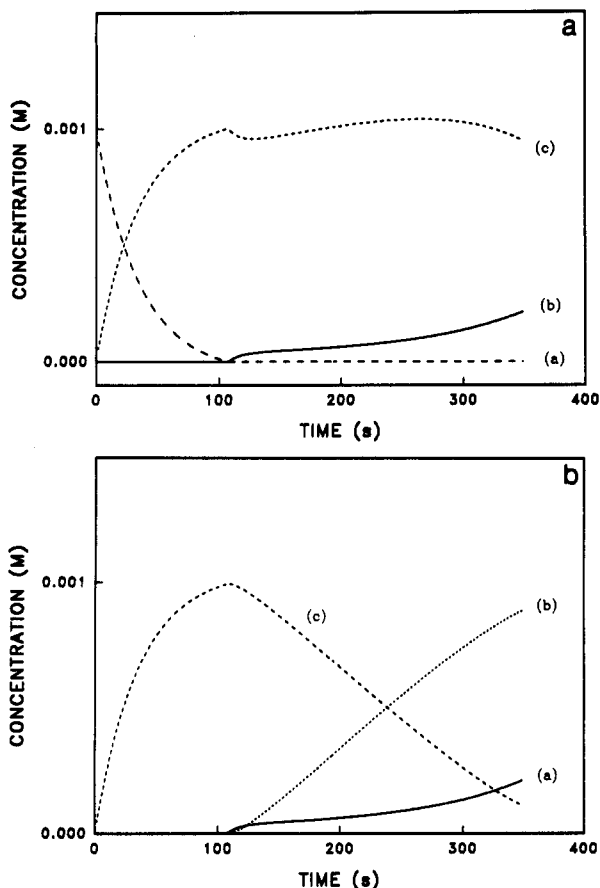 a
CONCENTRATION (M)
0.001
0.000
(c)
(b)
(a)
0
100
200
300
400
TIME (s)
b
CONCENTRATION (M)
0.001
0.000
(c)
(b)
(a)
0
100
200
300
400
TIME (s)